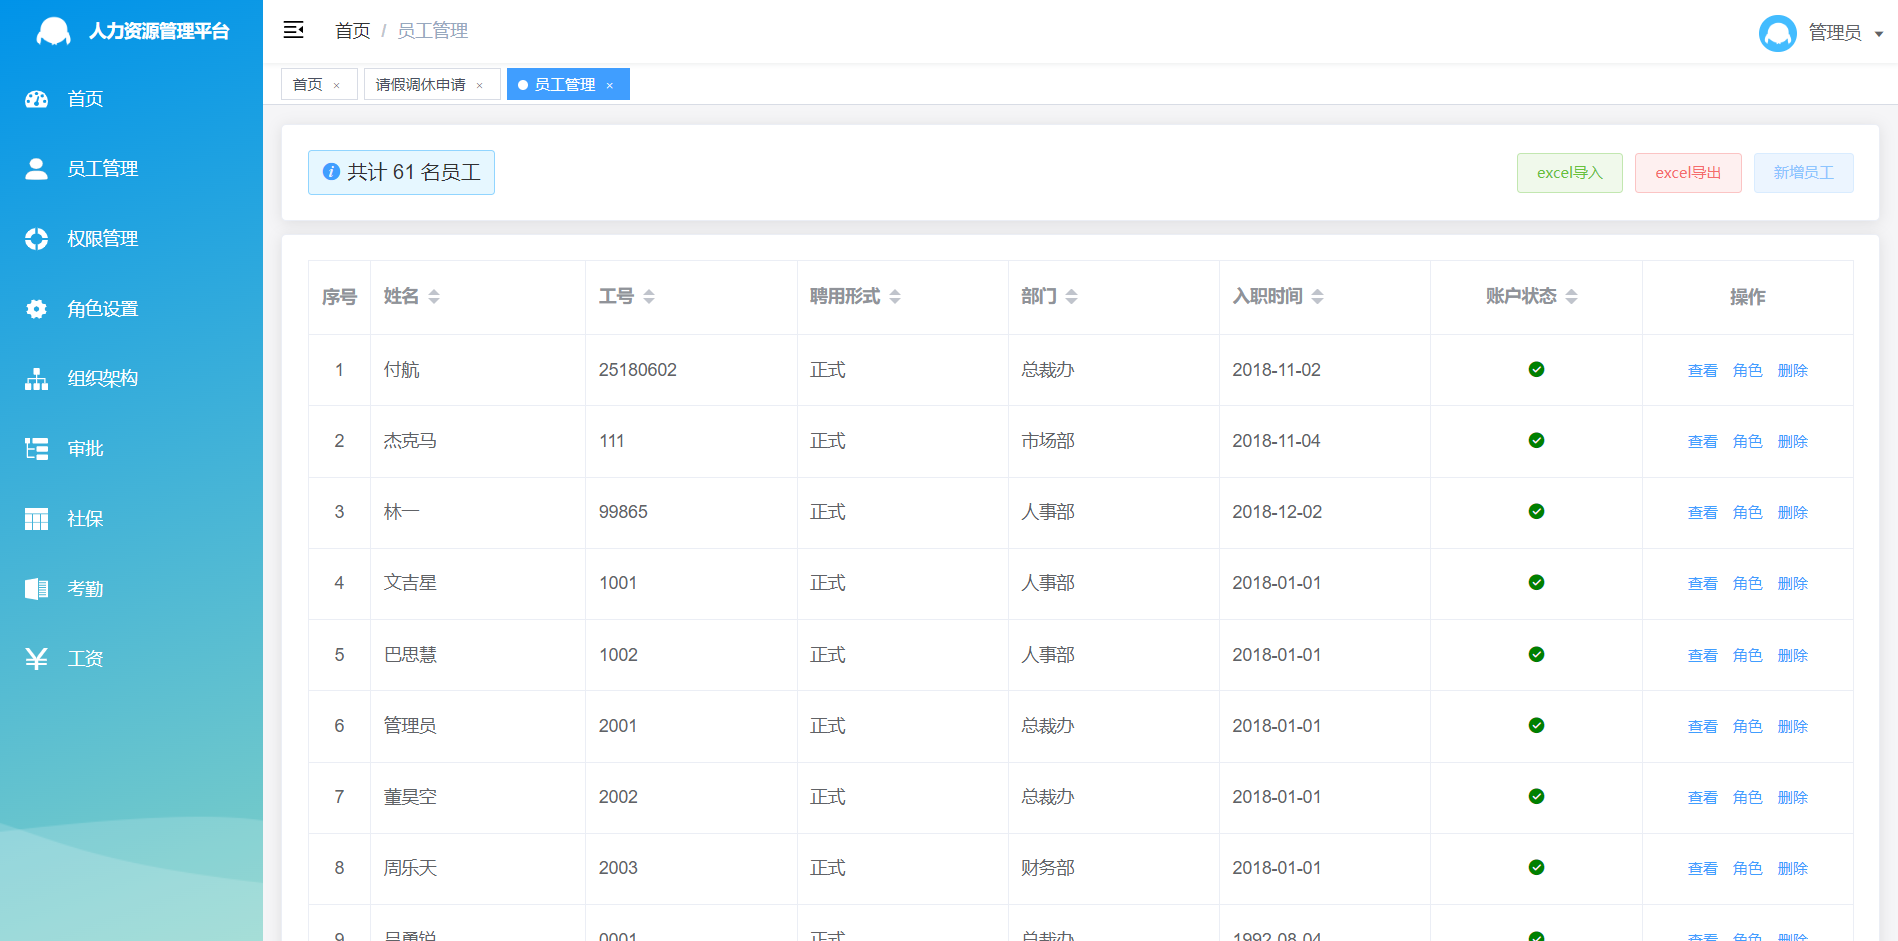 人力资源管理平台
首页
员工管理
权限管理
角色设置
组织架构
审批
社保
考勤
工资
首页 / 员工管理
管理员
首页 × 请假调休申请 × 员工管理 ×
共计 61 名员工
excel导入 excel导出 新增员工
序号 姓名 工号 聘用形式 部门 入职时间 账户状态 操作
1 付航 25180602 正式 总裁办 2018-11-02 查看 角色 删除
2 杰克马 111 正式 市场部 2018-11-04 查看 角色 删除
3 林一 99865 正式 人事部 2018-12-02 查看 角色 删除
4 文吉星 1001 正式 人事部 2018-01-01 查看 角色 删除
5 巴思慧 1002 正式 人事部 2018-01-01 查看 角色 删除
6 管理员 2001 正式 总裁办 2018-01-01 查看 角色 删除
7 董昊空 2002 正式 总裁办 2018-01-01 查看 角色 删除
8 周乐天 2003 正式 财务部 2018-01-01 查看 角色 删除
9 吕勇锐 0001 正式 总裁办 1992-08-04 查看 角色 删除